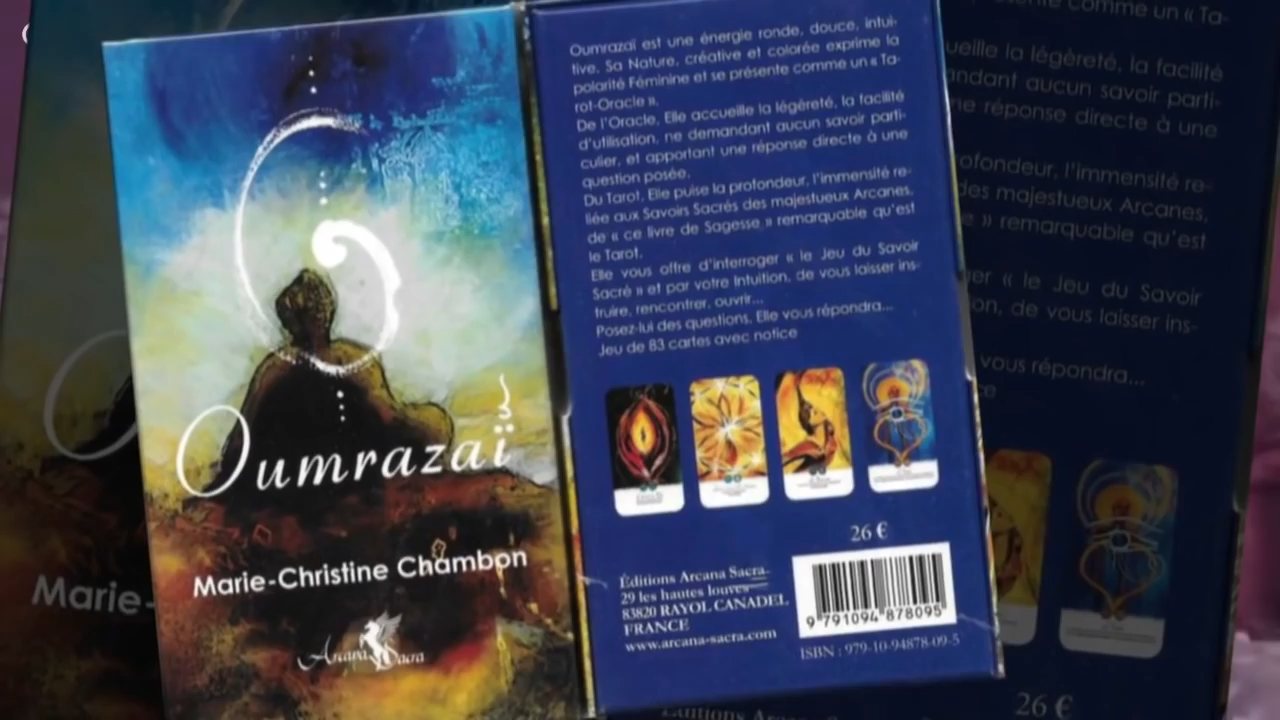 Oumrazaï
Marie-Christine Chambon
Arcana Sacra
Oumrazaï est une énergie ronde, douce, intui-
tive. Sa Nature, créative et colorée exprime la
polarité Féminine et se présente comme un « Ta-
rot-Oracle ».
De l'Oracle, Elle accueille la légèreté, la facilité
d'utilisation, ne demandant aucun savoir parti-
culier, et apportant une réponse directe à une
question posée.
Du Tarot, Elle puise la profondeur, l'immensité re-
liée aux Savoirs Sacrés des majestueux Arcanes,
de « ce livre de Sagesse » remarquable qu'est
le Tarot.
Elle vous offre d'interroger « le Jeu du Savoir
Sacré » et par votre Intuition, de vous laisser ins-
truire, rencontrer, ouvrir...
Posez-lui des questions, Elle vous répondra...
Jeu de 83 cartes avec notice
26 €
Éditions Arcana Sacra
29 les hautes louves
83820 RAYOL CANADEL
FRANCE
www.arcana-sacra.com
9 791094 878095
ISBN : 979-10-94878-09-5
Marie-
comme un « Ta-
ueille la légèreté, la facilité
ndant aucun savoir parti-
ne réponse directe à une
ofondeur, l'immensité re-
des majestueux Arcanes,
» remarquable qu'est
er « le Jeu du Savoir
on, de vous laisser ins-
vous répondra...
ce
26 €